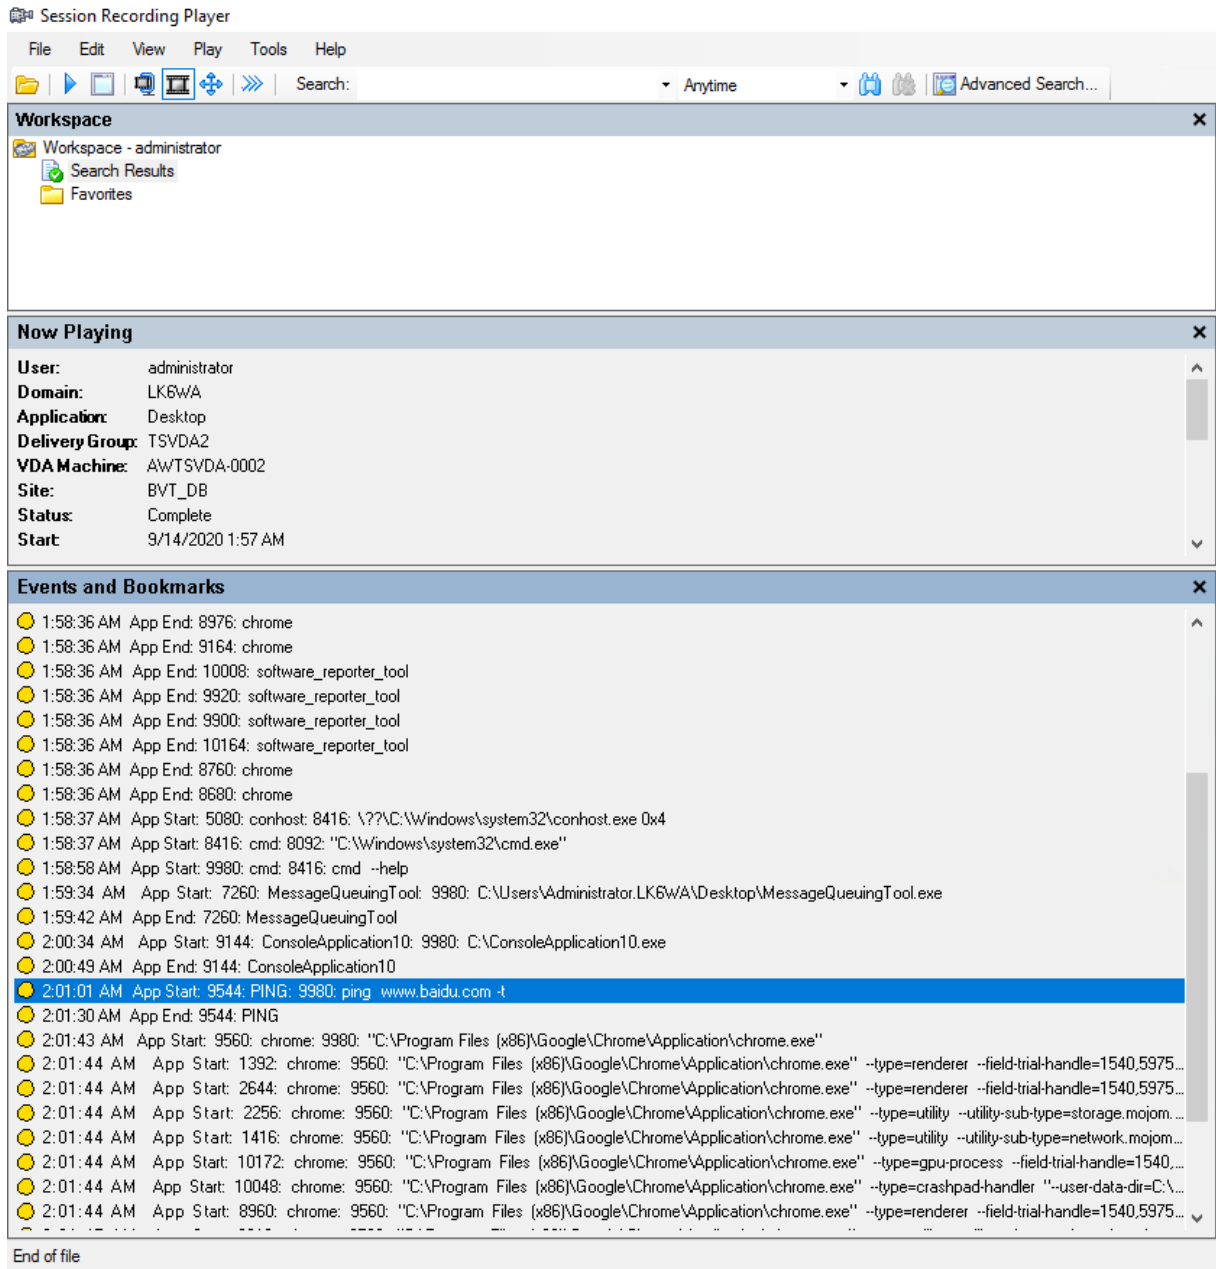 Session Recording Player
File Edit View Play Tools Help
Search: Anytime Advanced Search...
Workspace
Workspace - administrator
Search Results
Favorites
Now Playing
User: administrator
Domain: LK6WA
Application: Desktop
Delivery Group: TSVDA2
VDA Machine: AWTSVDA-0002
Site: BVT_DB
Status: Complete
Start: 9/14/2020 1:57 AM
Events and Bookmarks
1:58:36 AM App End: 8976: chrome
1:58:36 AM App End: 9164: chrome
1:58:36 AM App End: 10008: software_reporter_tool
1:58:36 AM App End: 9920: software_reporter_tool
1:58:36 AM App End: 9900: software_reporter_tool
1:58:36 AM App End: 10164: software_reporter_tool
1:58:36 AM App End: 8760: chrome
1:58:36 AM App End: 8680: chrome
1:58:37 AM App Start: 5080: conhost: 8416: \??\C:\Windows\system32\conhost.exe 0x4
1:58:37 AM App Start: 8416: cmd: 8092: "C:\Windows\system32\cmd.exe"
1:58:58 AM App Start: 9980: cmd: 8416: cmd --help
1:59:34 AM App Start: 7260: MessageQueuingTool: 9980: C:\Users\Administrator.LK6WA\Desktop\MessageQueuingTool.exe
1:59:42 AM App End: 7260: MessageQueuingTool
2:00:34 AM App Start: 9144: ConsoleApplication10: 9980: C:\ConsoleApplication10.exe
2:00:49 AM App End: 9144: ConsoleApplication10
2:01:01 AM App Start: 9544: PING: 9980: ping www.baidu.com -t
2:01:30 AM App End: 9544: PING
2:01:43 AM App Start: 9560: chrome: 9980: "C:\Program Files (x86)\Google\Chrome\Application\chrome.exe"
2:01:44 AM App Start: 1392: chrome: 9560: "C:\Program Files (x86)\Google\Chrome\Application\chrome.exe" --type=renderer --field-trial-handle=1540,5975...
2:01:44 AM App Start: 2644: chrome: 9560: "C:\Program Files (x86)\Google\Chrome\Application\chrome.exe" --type=renderer --field-trial-handle=1540,5975...
2:01:44 AM App Start: 2256: chrome: 9560: "C:\Program Files (x86)\Google\Chrome\Application\chrome.exe" --type=utility --utility-sub-type=storage.mojom....
2:01:44 AM App Start: 1416: chrome: 9560: "C:\Program Files (x86)\Google\Chrome\Application\chrome.exe" --type=utility --utility-sub-type=network.mojom...
2:01:44 AM App Start: 10172: chrome: 9560: "C:\Program Files (x86)\Google\Chrome\Application\chrome.exe" --type=gpu-process --field-trial-handle=1540,...
2:01:44 AM App Start: 10048: chrome: 9560: "C:\Program Files (x86)\Google\Chrome\Application\chrome.exe" --type=crashpad-handler "--user-data-dir=C:\...
2:01:44 AM App Start: 8960: chrome: 9560: "C:\Program Files (x86)\Google\Chrome\Application\chrome.exe" --type=renderer --field-trial-handle=1540,5975...
End of file